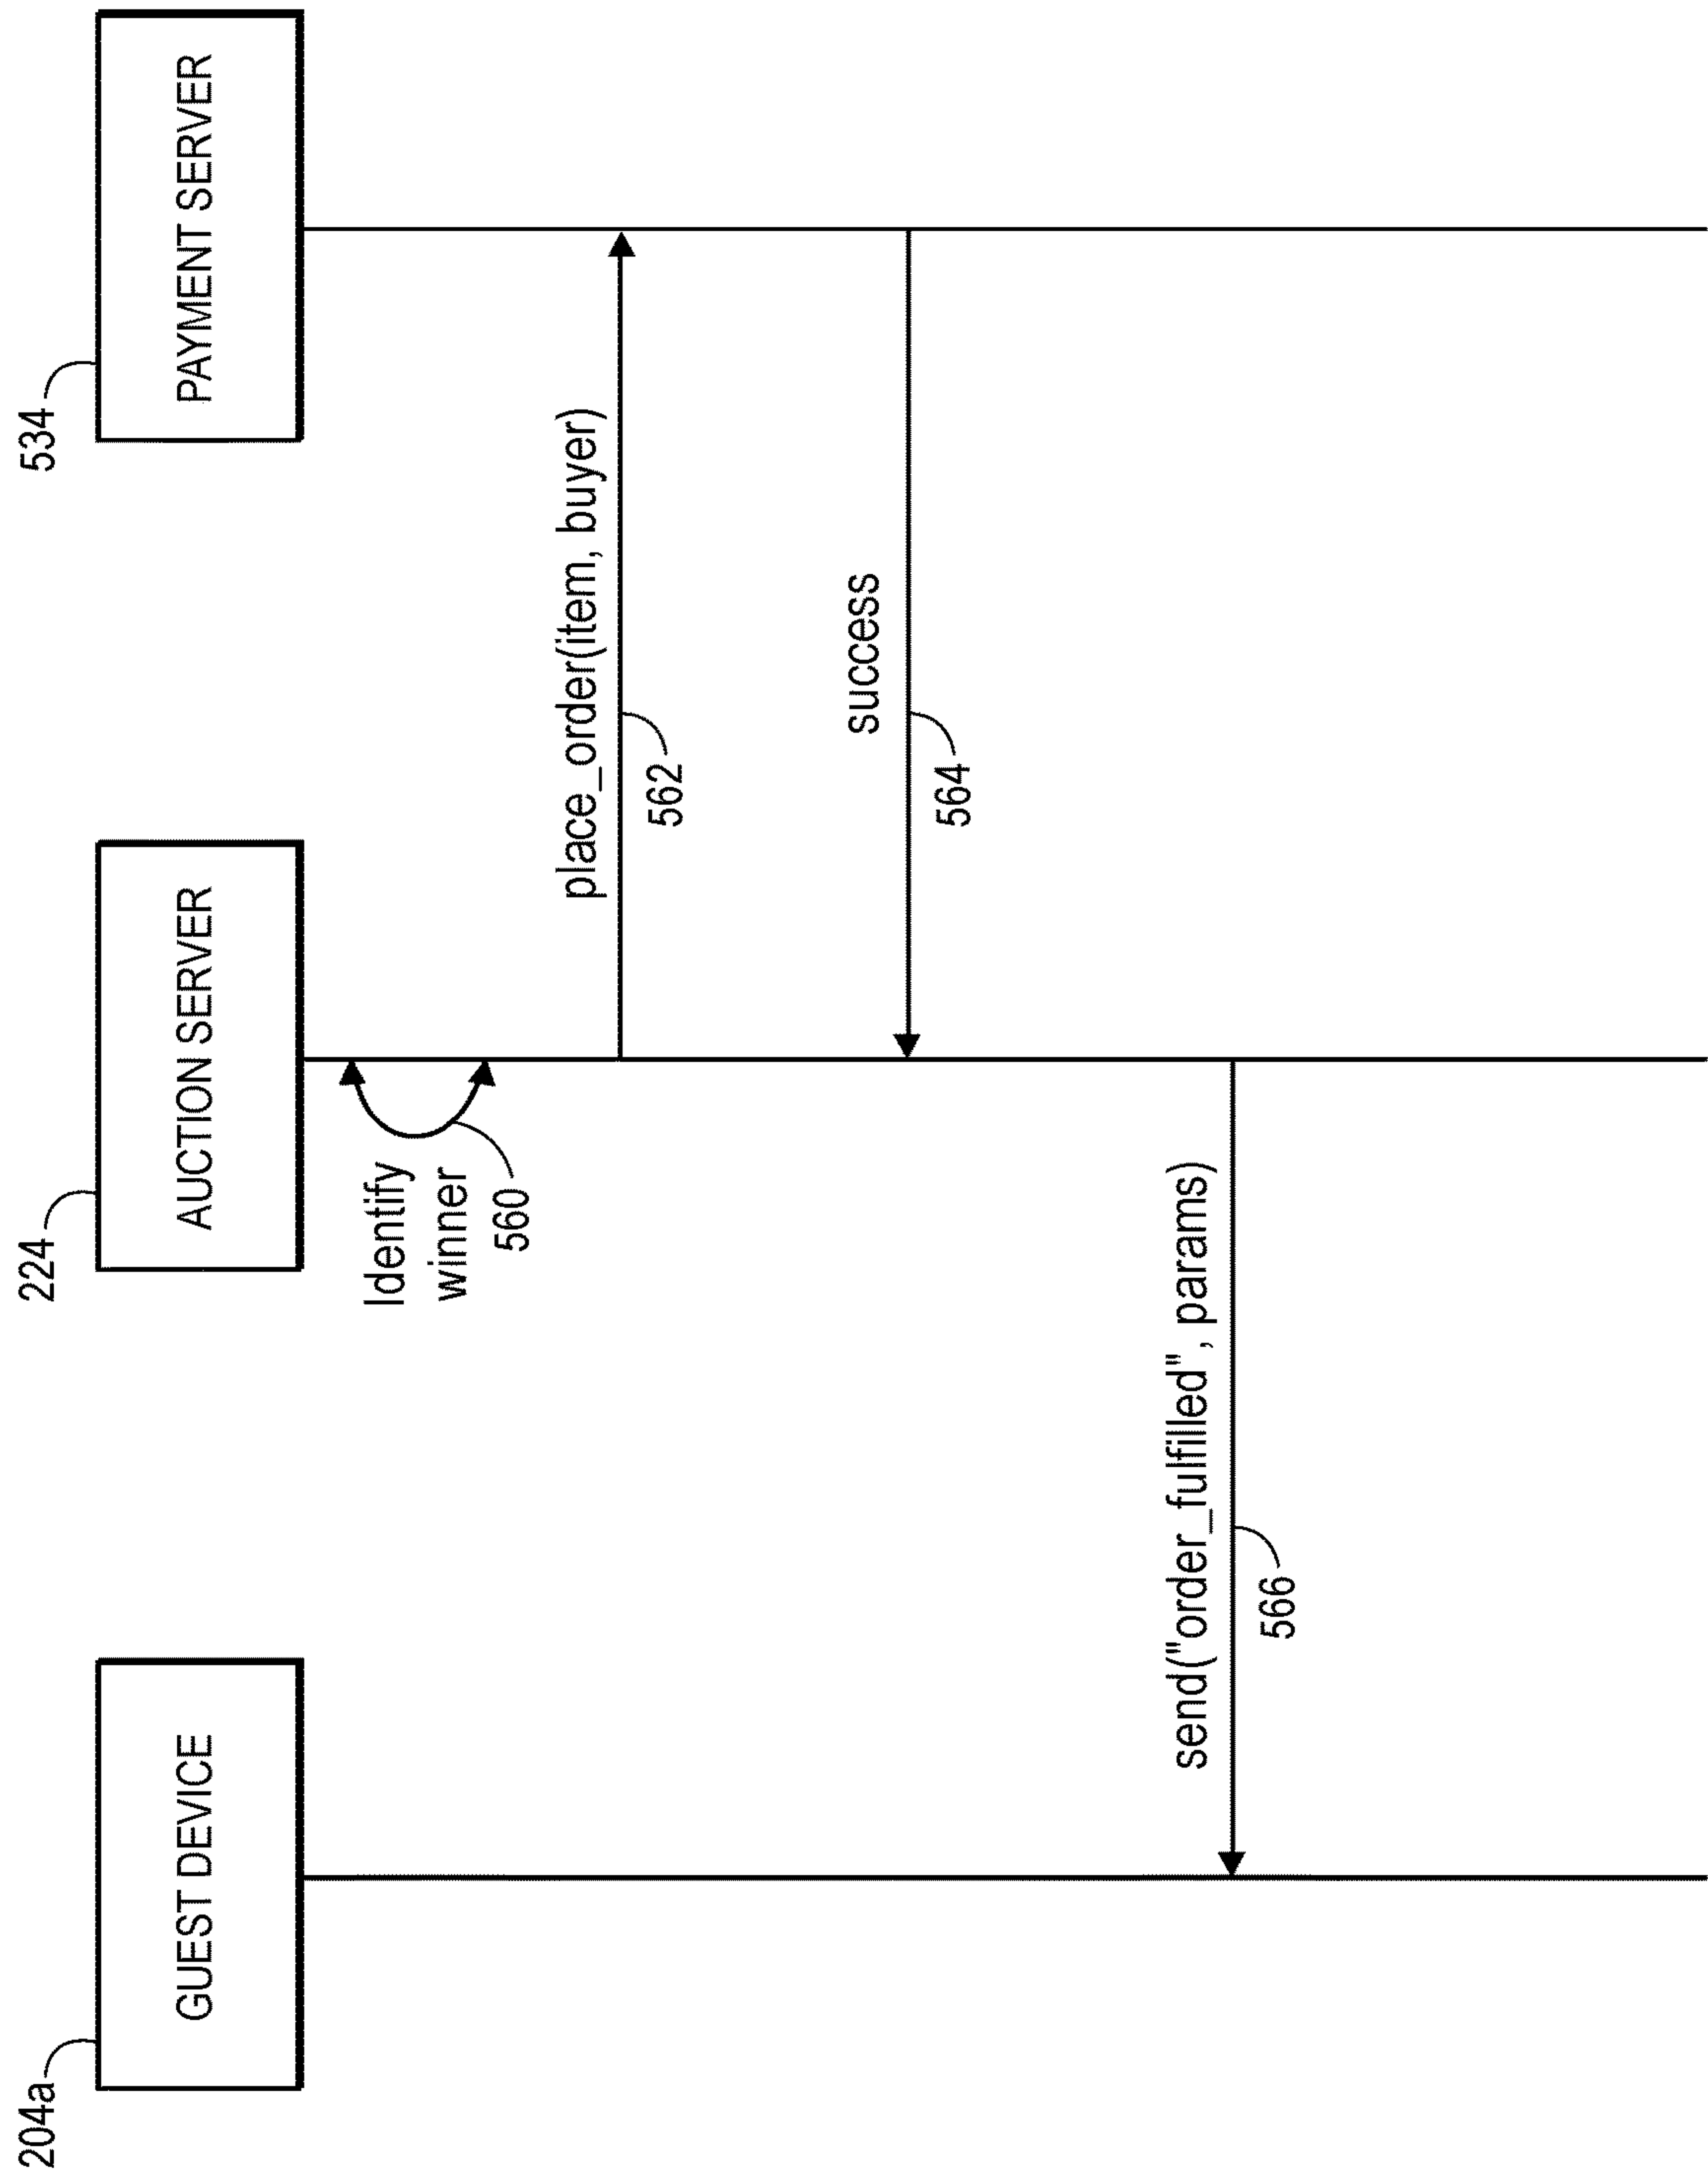 204a
GUEST DEVICE
224
AUCTION SERVER
534
PAYMENT SERVER
Identify
winner
560
place_order(item, buyer)
562
success
564
send("order_fulfilled", params)
566